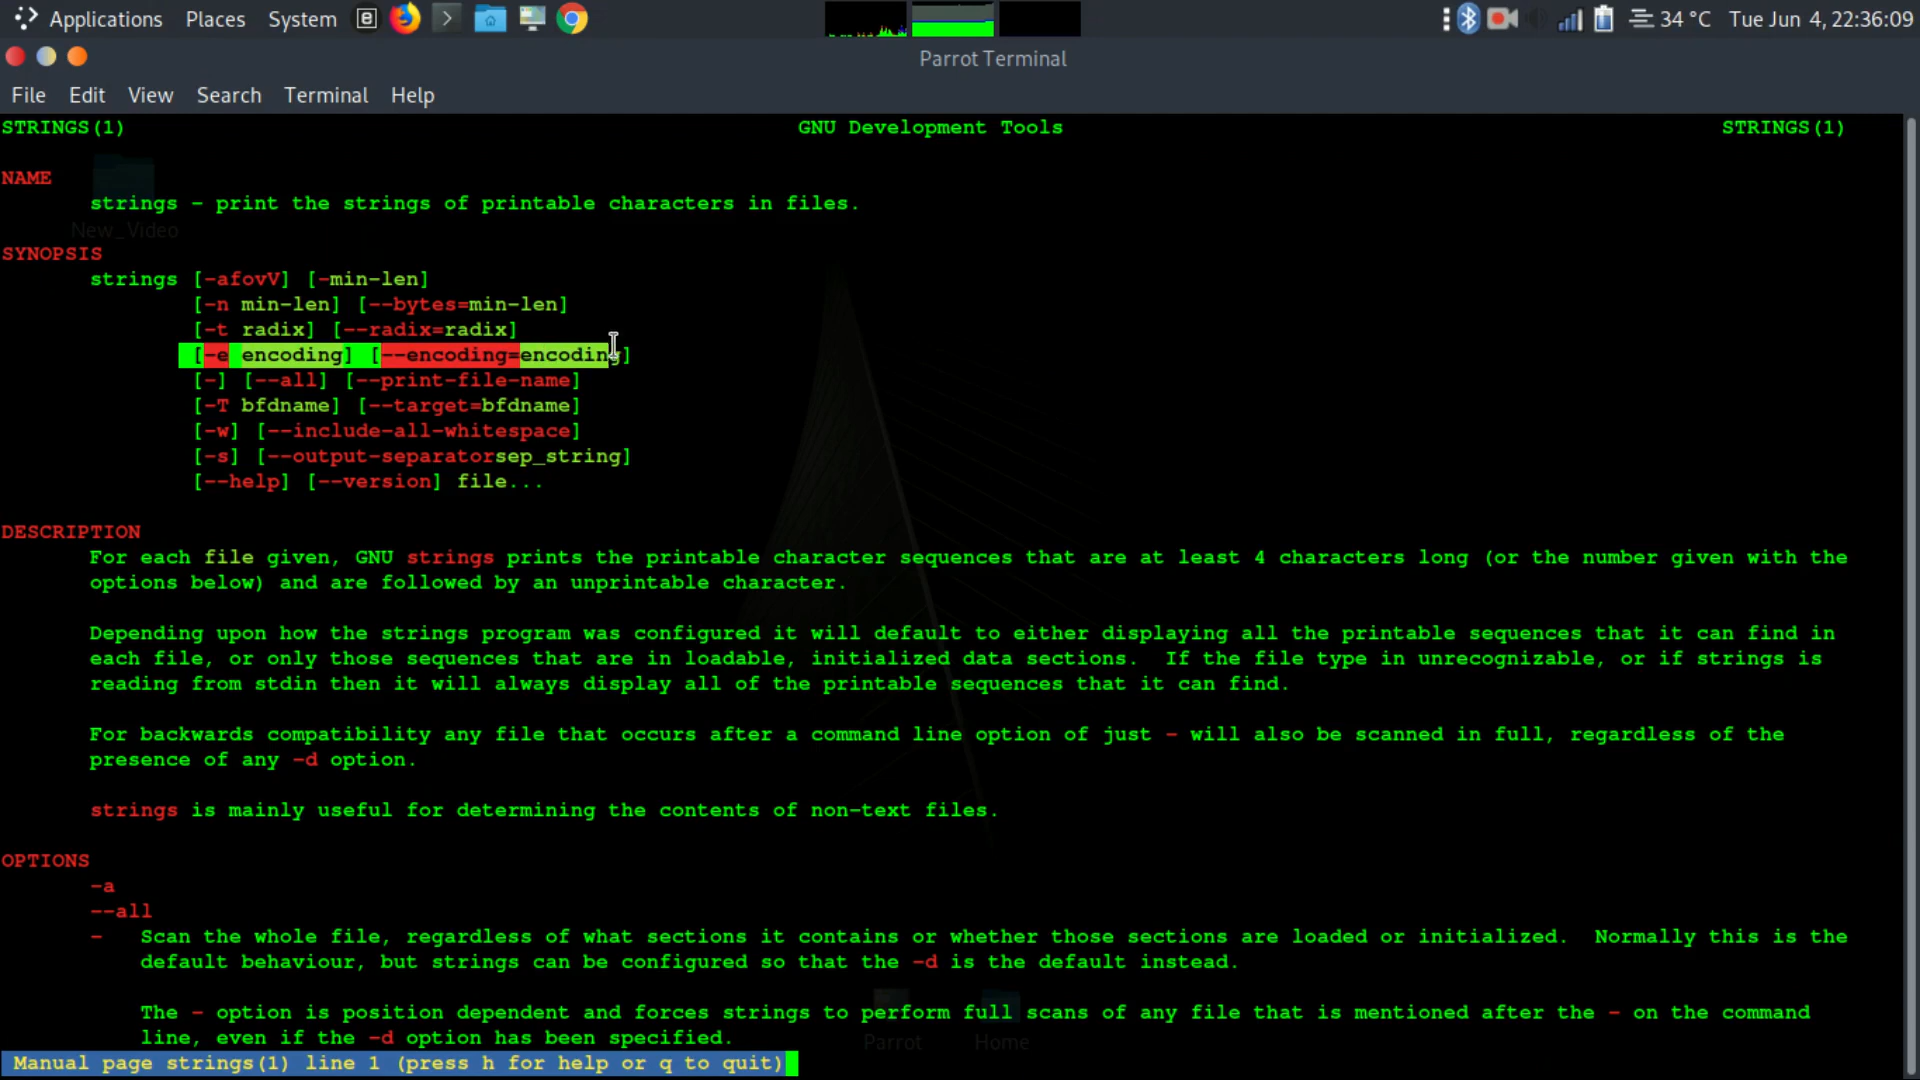 Applications Places System 34 °C Tue Jun 4, 22:36:09
Parrot Terminal
File Edit View Search Terminal Help
STRINGS(1) GNU Development Tools STRINGS(1)
NAME
strings - print the strings of printable characters in files.
New_Video
SYNOPSIS
strings [-afovV] [-min-len]
[-n min-len] [--bytes=min-len]
[-t radix] [--radix=radix]
[-e encoding] [--encoding=encoding]
[-] [--all] [--print-file-name]
[-T bfdname] [--target=bfdname]
[-w] [--include-all-whitespace]
[-s] [--output-separatorsep_string]
[--help] [--version] file...
DESCRIPTION
For each file given, GNU strings prints the printable character sequences that are at least 4 characters long (or the number given with the
options below) and are followed by an unprintable character.
Depending upon how the strings program was configured it will default to either displaying all the printable sequences that it can find in
each file, or only those sequences that are in loadable, initialized data sections.  If the file type in unrecognizable, or if strings is
reading from stdin then it will always display all of the printable sequences that it can find.
For backwards compatibility any file that occurs after a command line option of just - will also be scanned in full, regardless of the
presence of any -d option.
strings is mainly useful for determining the contents of non-text files.
OPTIONS
-a
--all
- Scan the whole file, regardless of what sections it contains or whether those sections are loaded or initialized.  Normally this is the
default behaviour, but strings can be configured so that the -d is the default instead.
The - option is position dependent and forces strings to perform full scans of any file that is mentioned after the - on the command
line, even if the -d option has been specified.
Parrot Home
Manual page strings(1) line 1 (press h for help or q to quit)